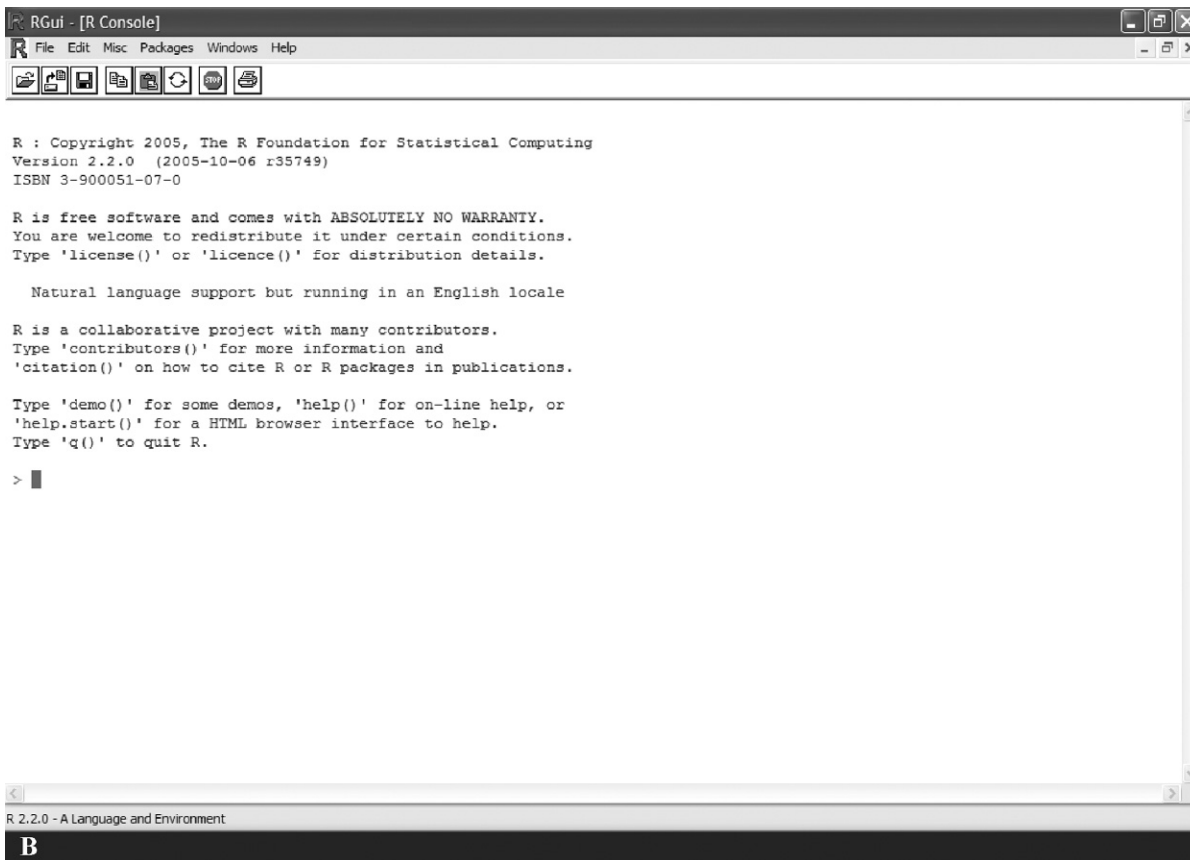 RGui - [R Console]
R File Edit Misc Packages Windows Help
STOP
R : Copyright 2005, The R Foundation for Statistical Computing
Version 2.2.0  (2005-10-06 r35749)
ISBN 3-900051-07-0
R is free software and comes with ABSOLUTELY NO WARRANTY.
You are welcome to redistribute it under certain conditions.
Type 'license()' or 'licence()' for distribution details.
Natural language support but running in an English locale
R is a collaborative project with many contributors.
Type 'contributors()' for more information and
'citation()' on how to cite R or R packages in publications.
Type 'demo()' for some demos, 'help()' for on-line help, or
'help.start()' for a HTML browser interface to help.
Type 'q()' to quit R.
>
R 2.2.0 - A Language and Environment
B